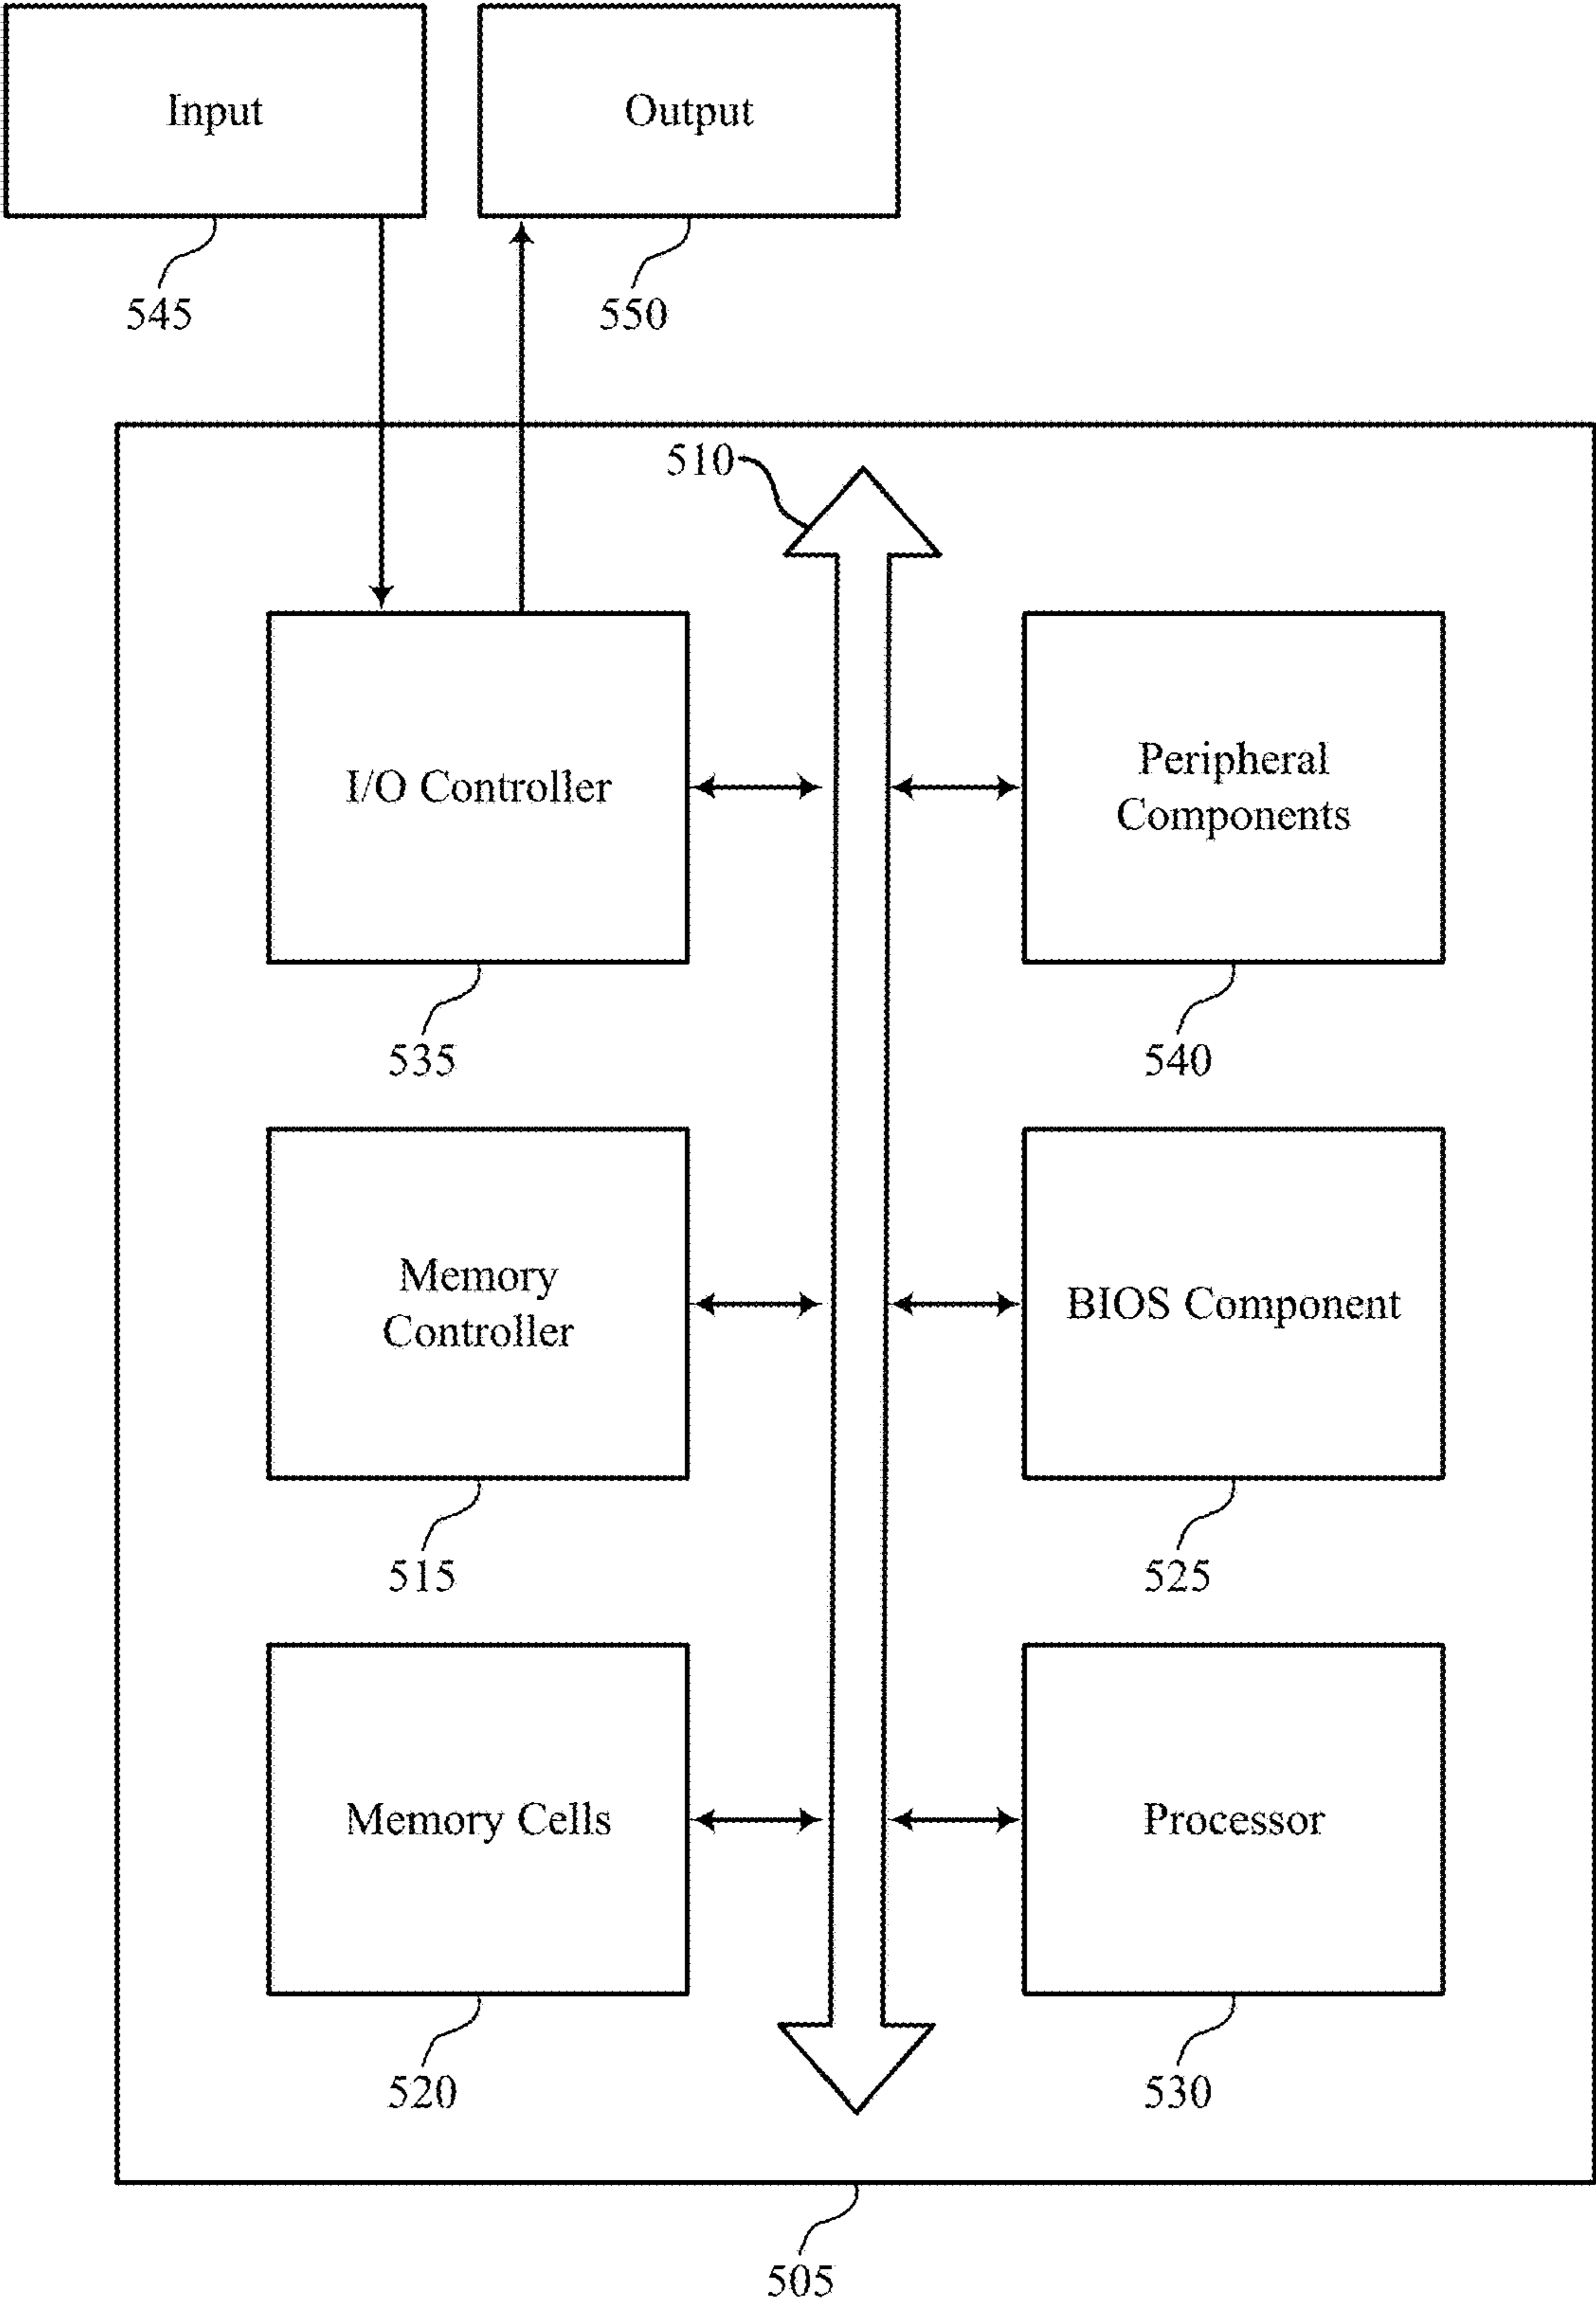 Input
Output
545
550
510
I/O Controller
Peripheral
Components
535
540
Memory
Controller
BIOS Component
515
525
Memory Cells
Processor
520
530
505